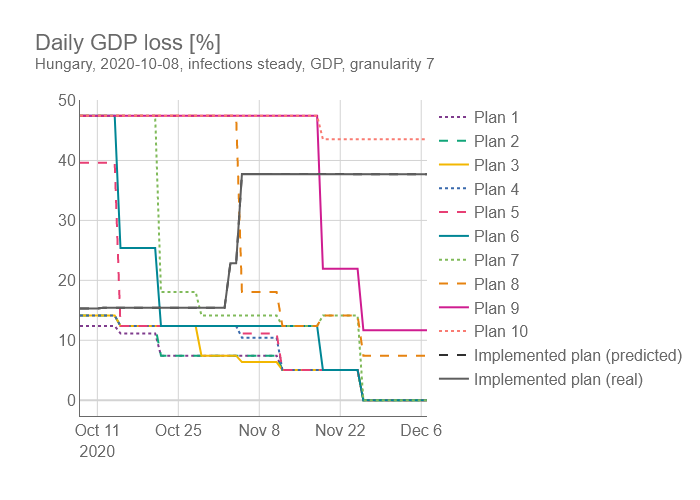 Daily GDP loss [%]
Hungary, 2020-10-08, infections steady, GDP, granularity 7
50
40
30
20
10
0
Oct 11
2020
Oct 25
Nov 8
Nov 22
Dec 6
Plan 1
Plan 2
Plan 3
Plan 4
Plan 5
Plan 6
Plan 7
Plan 8
Plan 9
Plan 10
Implemented plan (predicted)
Implemented plan (real)